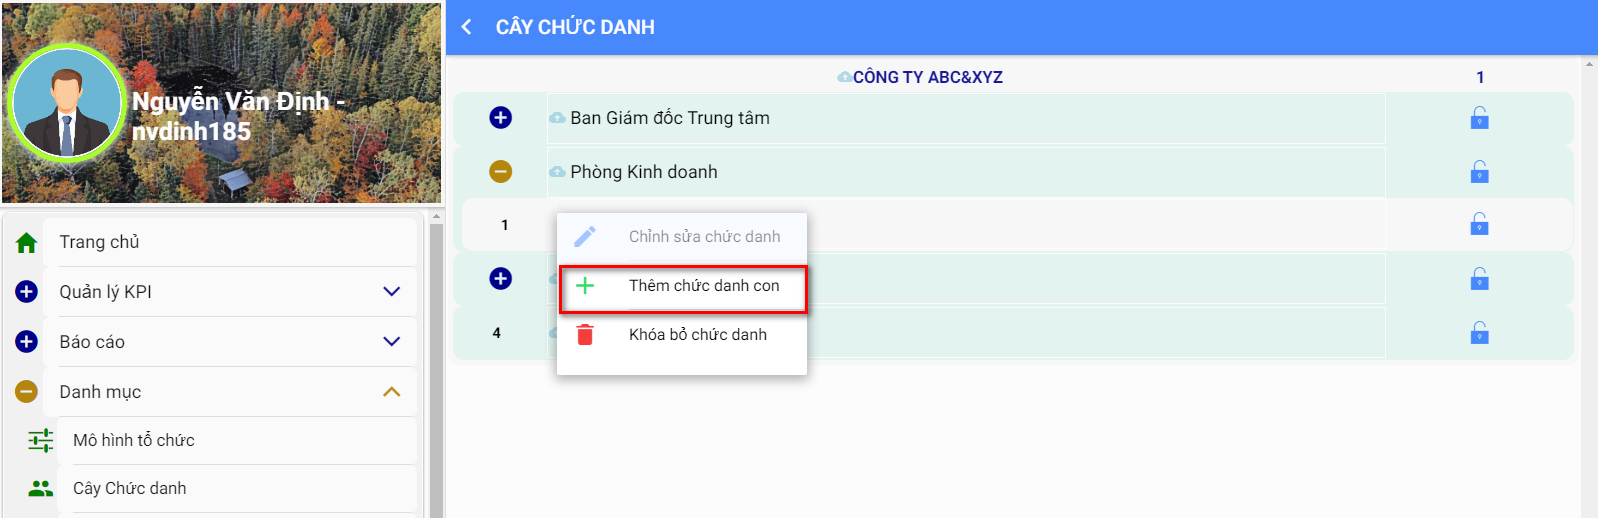 Nguyễn Văn Định -
nvdinh185
Trang chủ
Quản lý KPI
Báo cáo
Danh mục
Mô hình tổ chức
Cây Chức danh
CÂY CHỨC DANH
CÔNG TY ABC&XYZ 1
Ban Giám đốc Trung tâm
Phòng Kinh doanh
1
Chỉnh sửa chức danh
Thêm chức danh con
4
Khóa bỏ chức danh